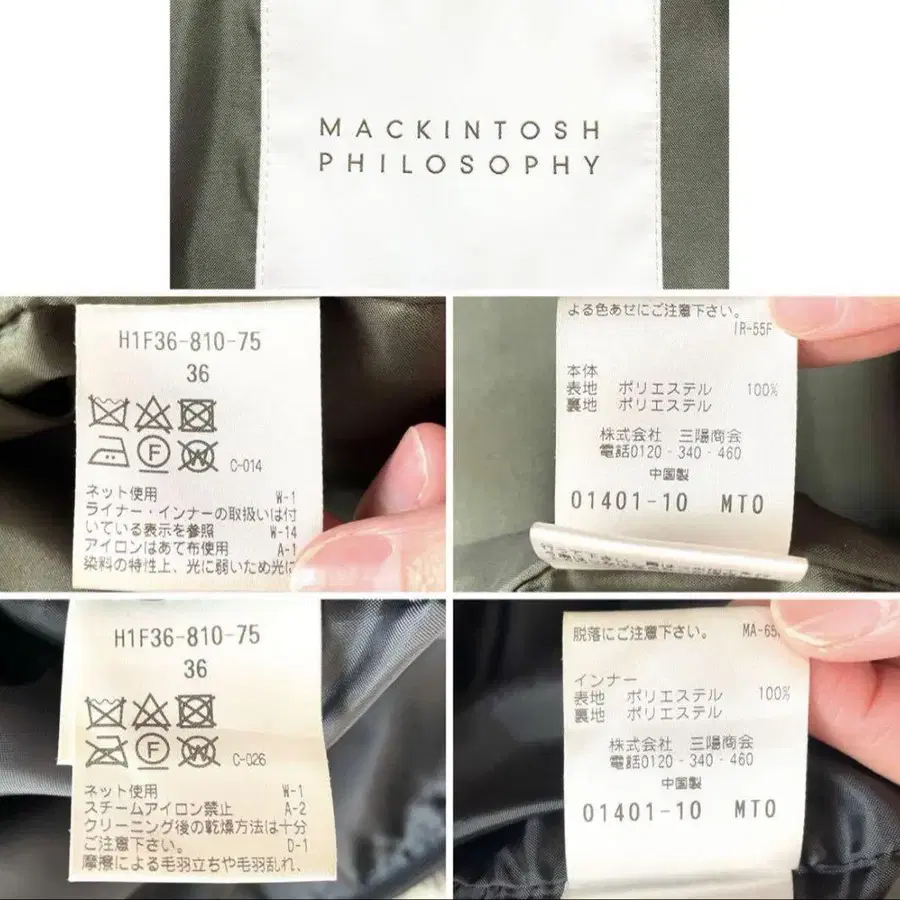 MACKINTOSH
PHILOSOPHY
H1F36-810-75
36
F
W
C-014
ネット使用 W-1
ライナー・インナーの取扱いは付
いている表示を参照 W-14
アイロンはあて布使用 A-1
染料の特性上、光に弱いため光に
よる色あせにご注意下さい。
IR-55F
本体
表地 ポリエステル 100%
裏地 ポリエステル
株式会社 三陽商会
電話0120-340-460
中国製
01401-10 MTO
H1F36-810-75
36
F
W
C-026
ネット使用 W-1
スチームアイロン禁止 A-2
クリーニング後の乾燥方法は十分
ご注意下さい。 D-1
摩擦による毛羽立ちや毛羽乱れ、
脱落にご注意下さい。 MA-65
インナー
表地 ポリエステル 100%
裏地 ポリエステル
株式会社 三陽商会
電話0120-340-460
中国製
01401-10 MTO